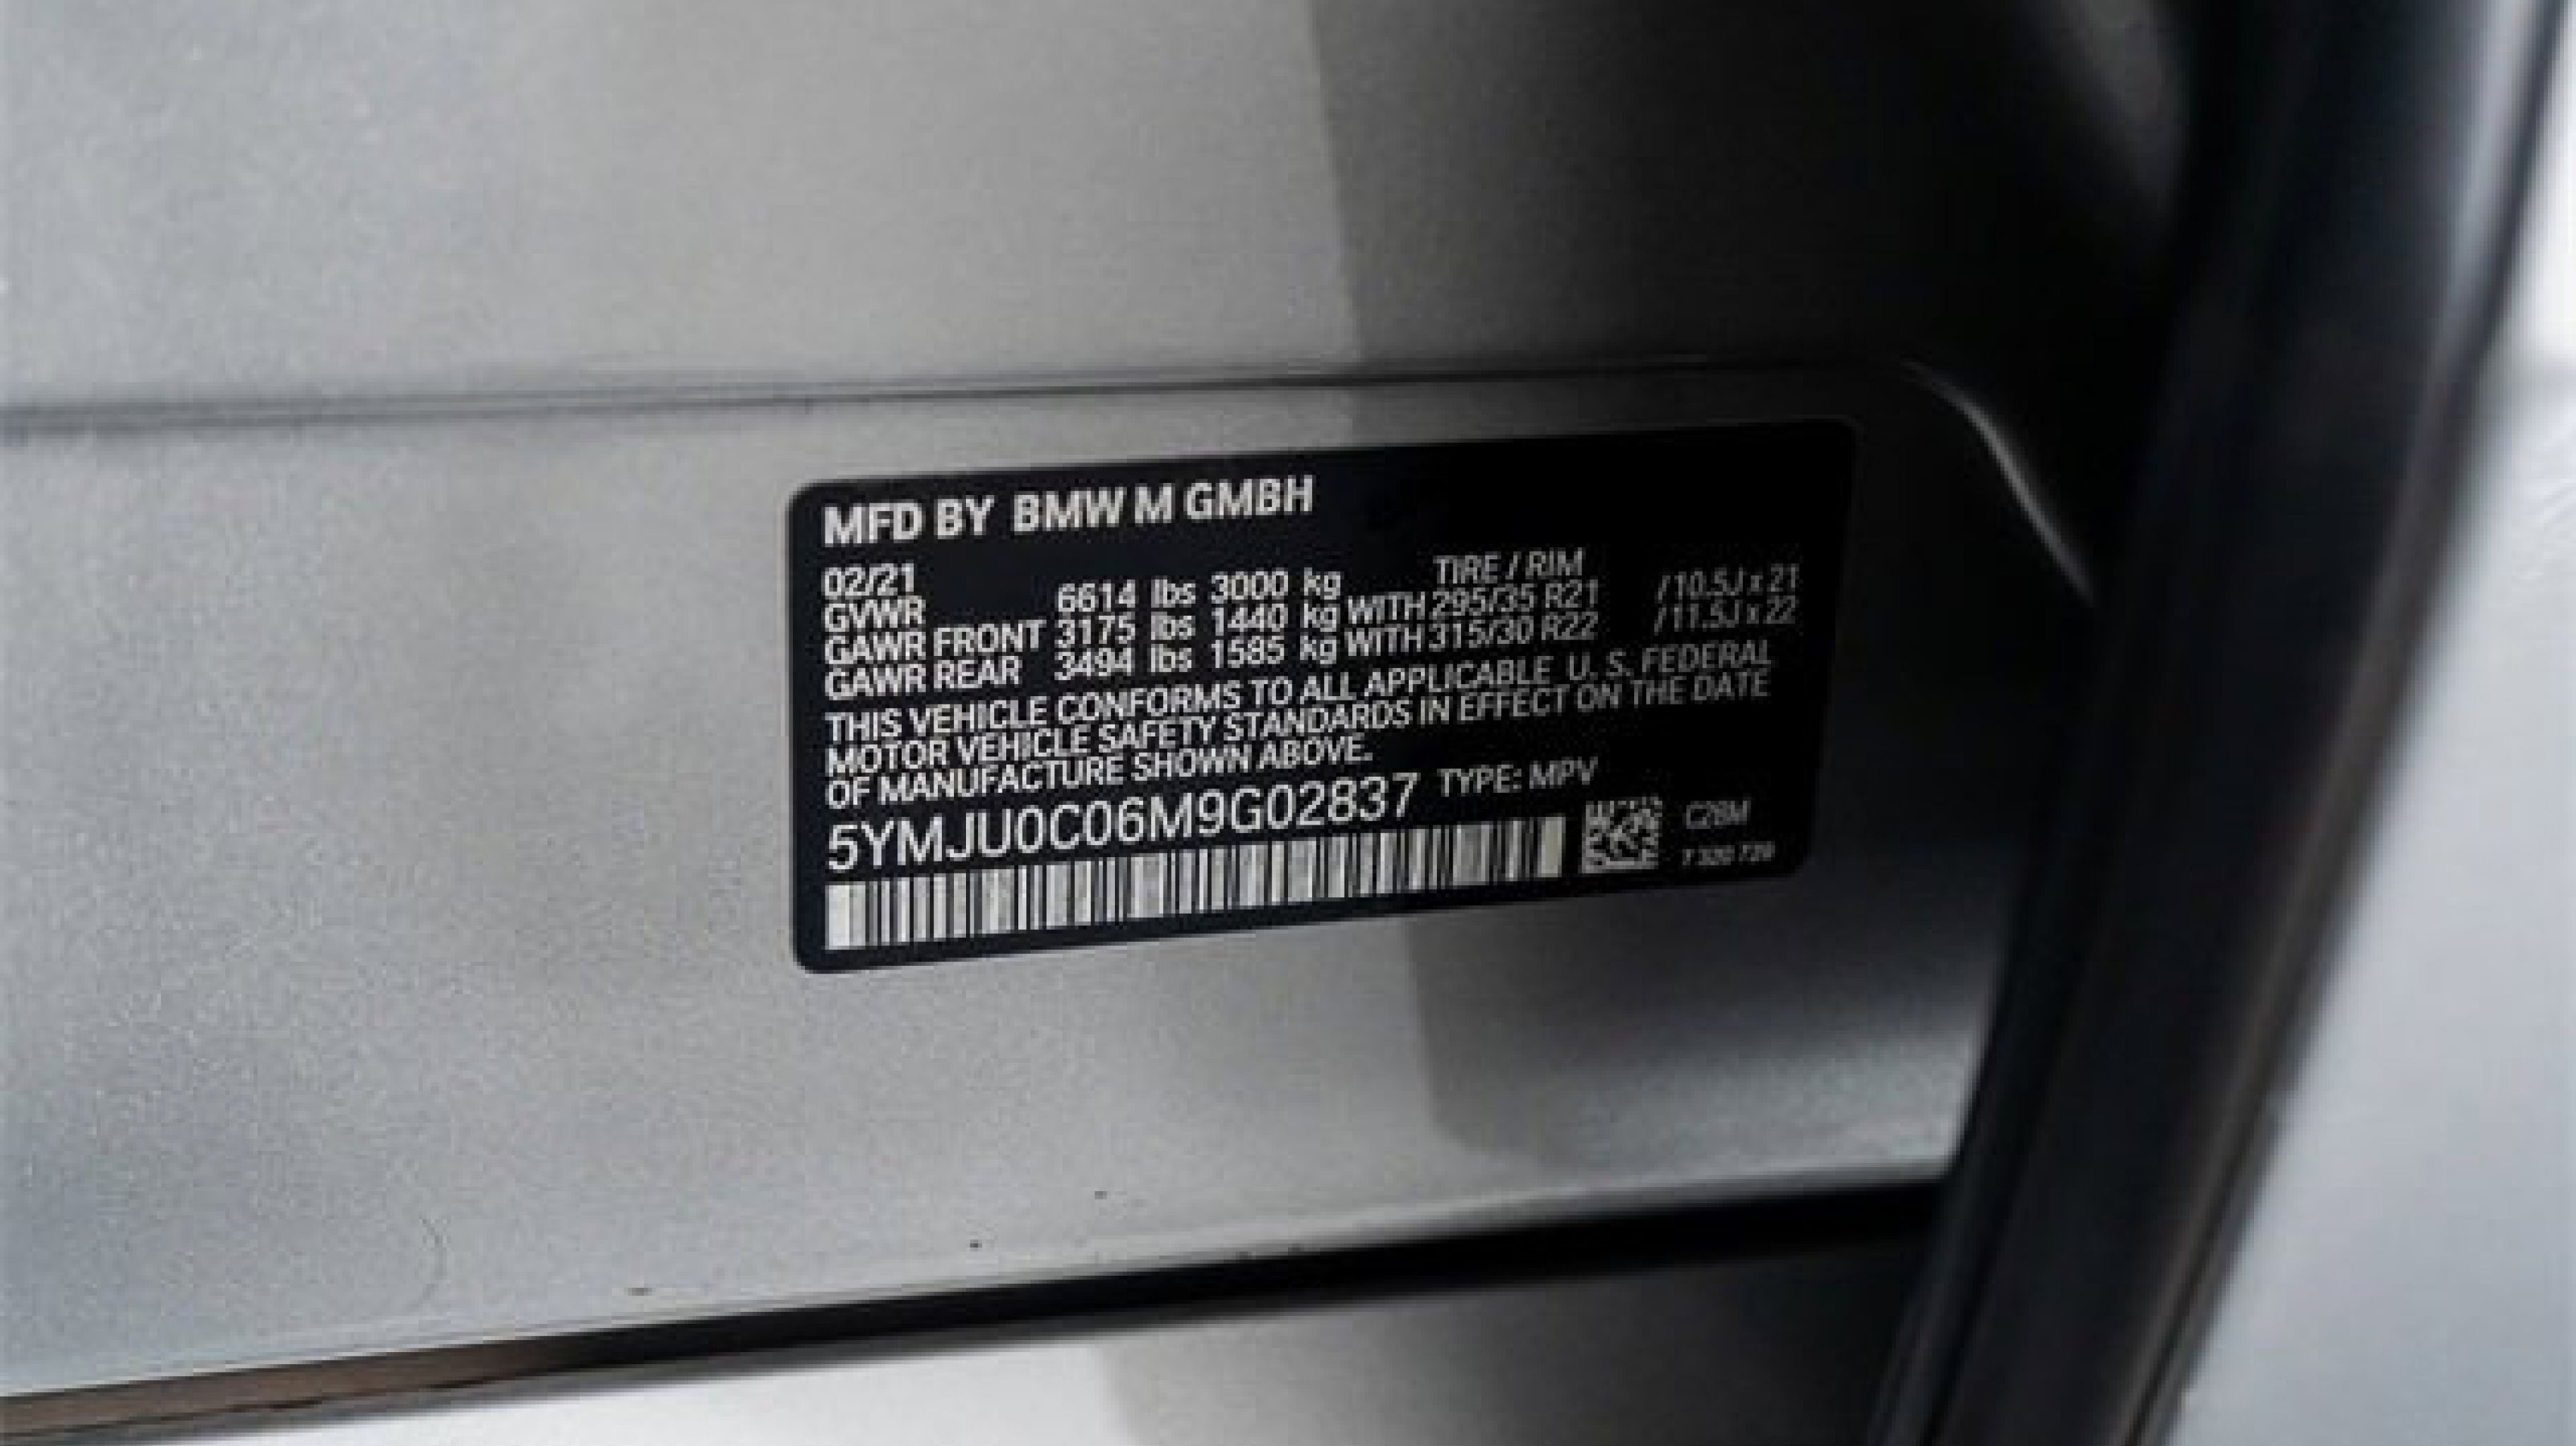 MFD BY BMW M GMBH
02/21 TIRE / RIM
GVWR 6614 lbs 3000 kg
GAWR FRONT 3175 lbs 1440 kg WITH 295/35 R21 /10.5J x 21
GAWR REAR 3494 lbs 1585 kg WITH 315/30 R22 /11.5J x 22
THIS VEHICLE CONFORMS TO ALL APPLICABLE U. S. FEDERAL
MOTOR VEHICLE SAFETY STANDARDS IN EFFECT ON THE DATE
OF MANUFACTURE SHOWN ABOVE.
5YMJU0C06M9G02837 TYPE: MPV
C28M